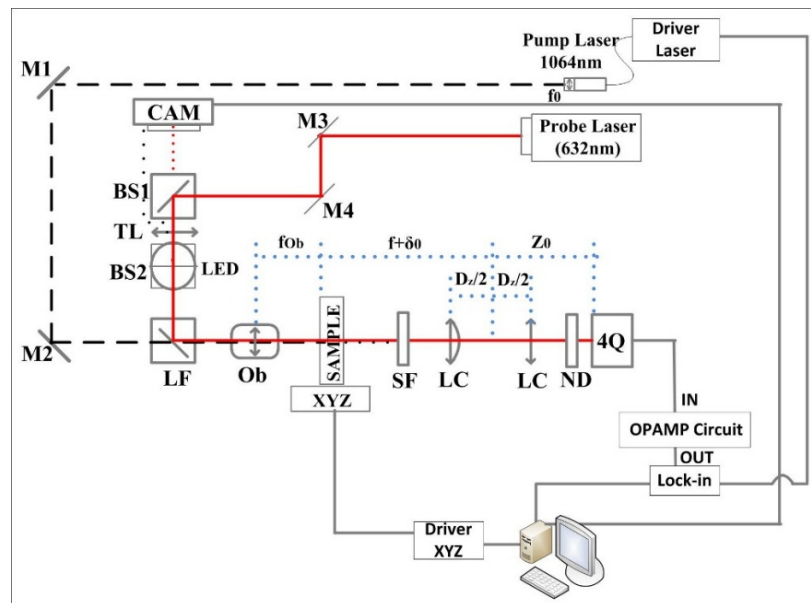 Driver
Laser
Pump Laser
1064nm
f0
M1
CAM
M3
Probe Laser
(632nm)
BS1
M4
TL
BS2
LED
fOb
f+δ0
Z0
Dz/2
Dz/2
M2
LF
Ob
SAMPLE
XYZ
SF
LC
LC
ND
4Q
IN
OPAMP Circuit
OUT
Lock-in
Driver
XYZ